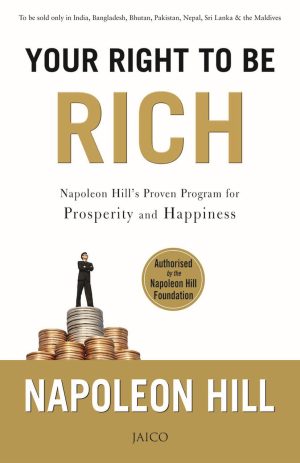 To be sold only in India, Bangladesh, Bhutan, Pakistan, Nepal, Sri Lanka & the Maldives
YOUR RIGHT TO BE
RICH
Napoleon Hill's Proven Program for
Prosperity and Happiness
Authorised
by the
Napoleon Hill
Foundation
NAPOLEON HILL
JAICO